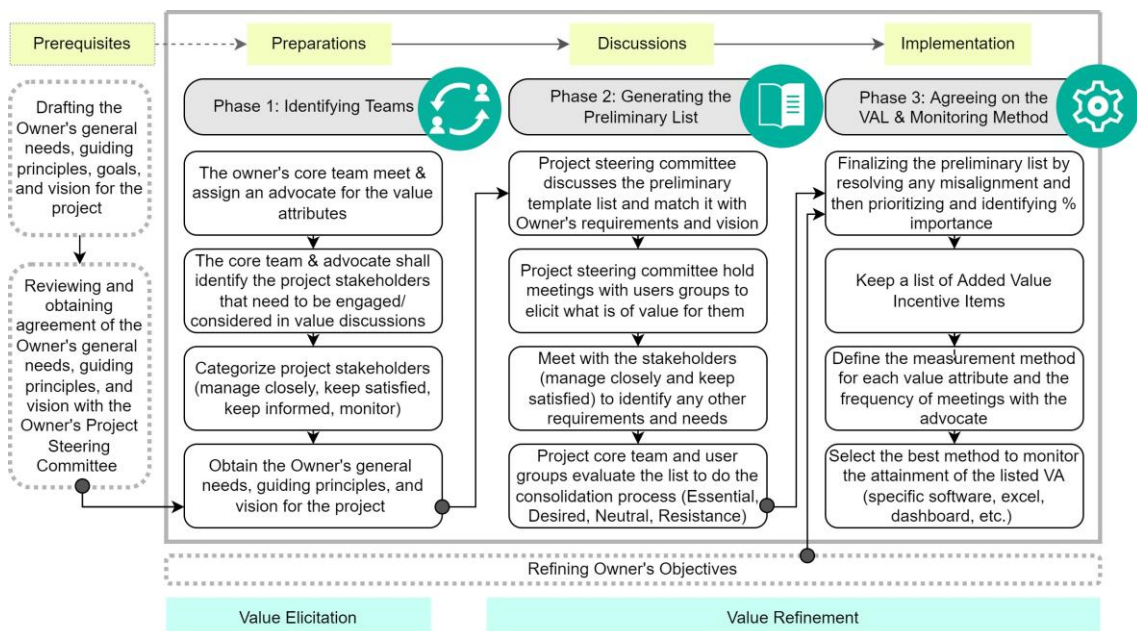 Prerequisites
Preparations
Discussions
Implementation
Drafting the
Owner's general
needs, guiding
principles, goals,
and vision for the
project
Reviewing and
obtaining
agreement of the
Owner's general
needs, guiding
principles, and
vision with the
Owner's Project
Steering
Committee
Phase 1: Identifying Teams
The owner's core team meet &
assign an advocate for the value
attributes
The core team & advocate shall
identify the project stakeholders
that need to be engaged/
considered in value discussions
Categorize project stakeholders
(manage closely, keep satisfied,
keep informed, monitor)
Obtain the Owner's general
needs, guiding principles, and
vision for the project
Phase 2: Generating the
Preliminary List
Project steering committee
discusses the preliminary
template list and match it with
Owner's requirements and vision
Project steering committee hold
meetings with users groups to
elicit what is of value for them
Meet with the stakeholders
(manage closely and keep
satisfied) to identify any other
requirements and needs
Project core team and user
groups evaluate the list to do the
consolidation process (Essential,
Desired, Neutral, Resistance)
Phase 3: Agreeing on the
VAL & Monitoring Method
Finalizing the preliminary list by
resolving any misalignment and
then prioritizing and identifying %
importance
Keep a list of Added Value
Incentive Items
Define the measurement method
for each value attribute and the
frequency of meetings with the
advocate
Select the best method to monitor
the attainment of the listed VA
(specific software, excel,
dashboard, etc.)
Refining Owner's Objectives
Value Elicitation
Value Refinement